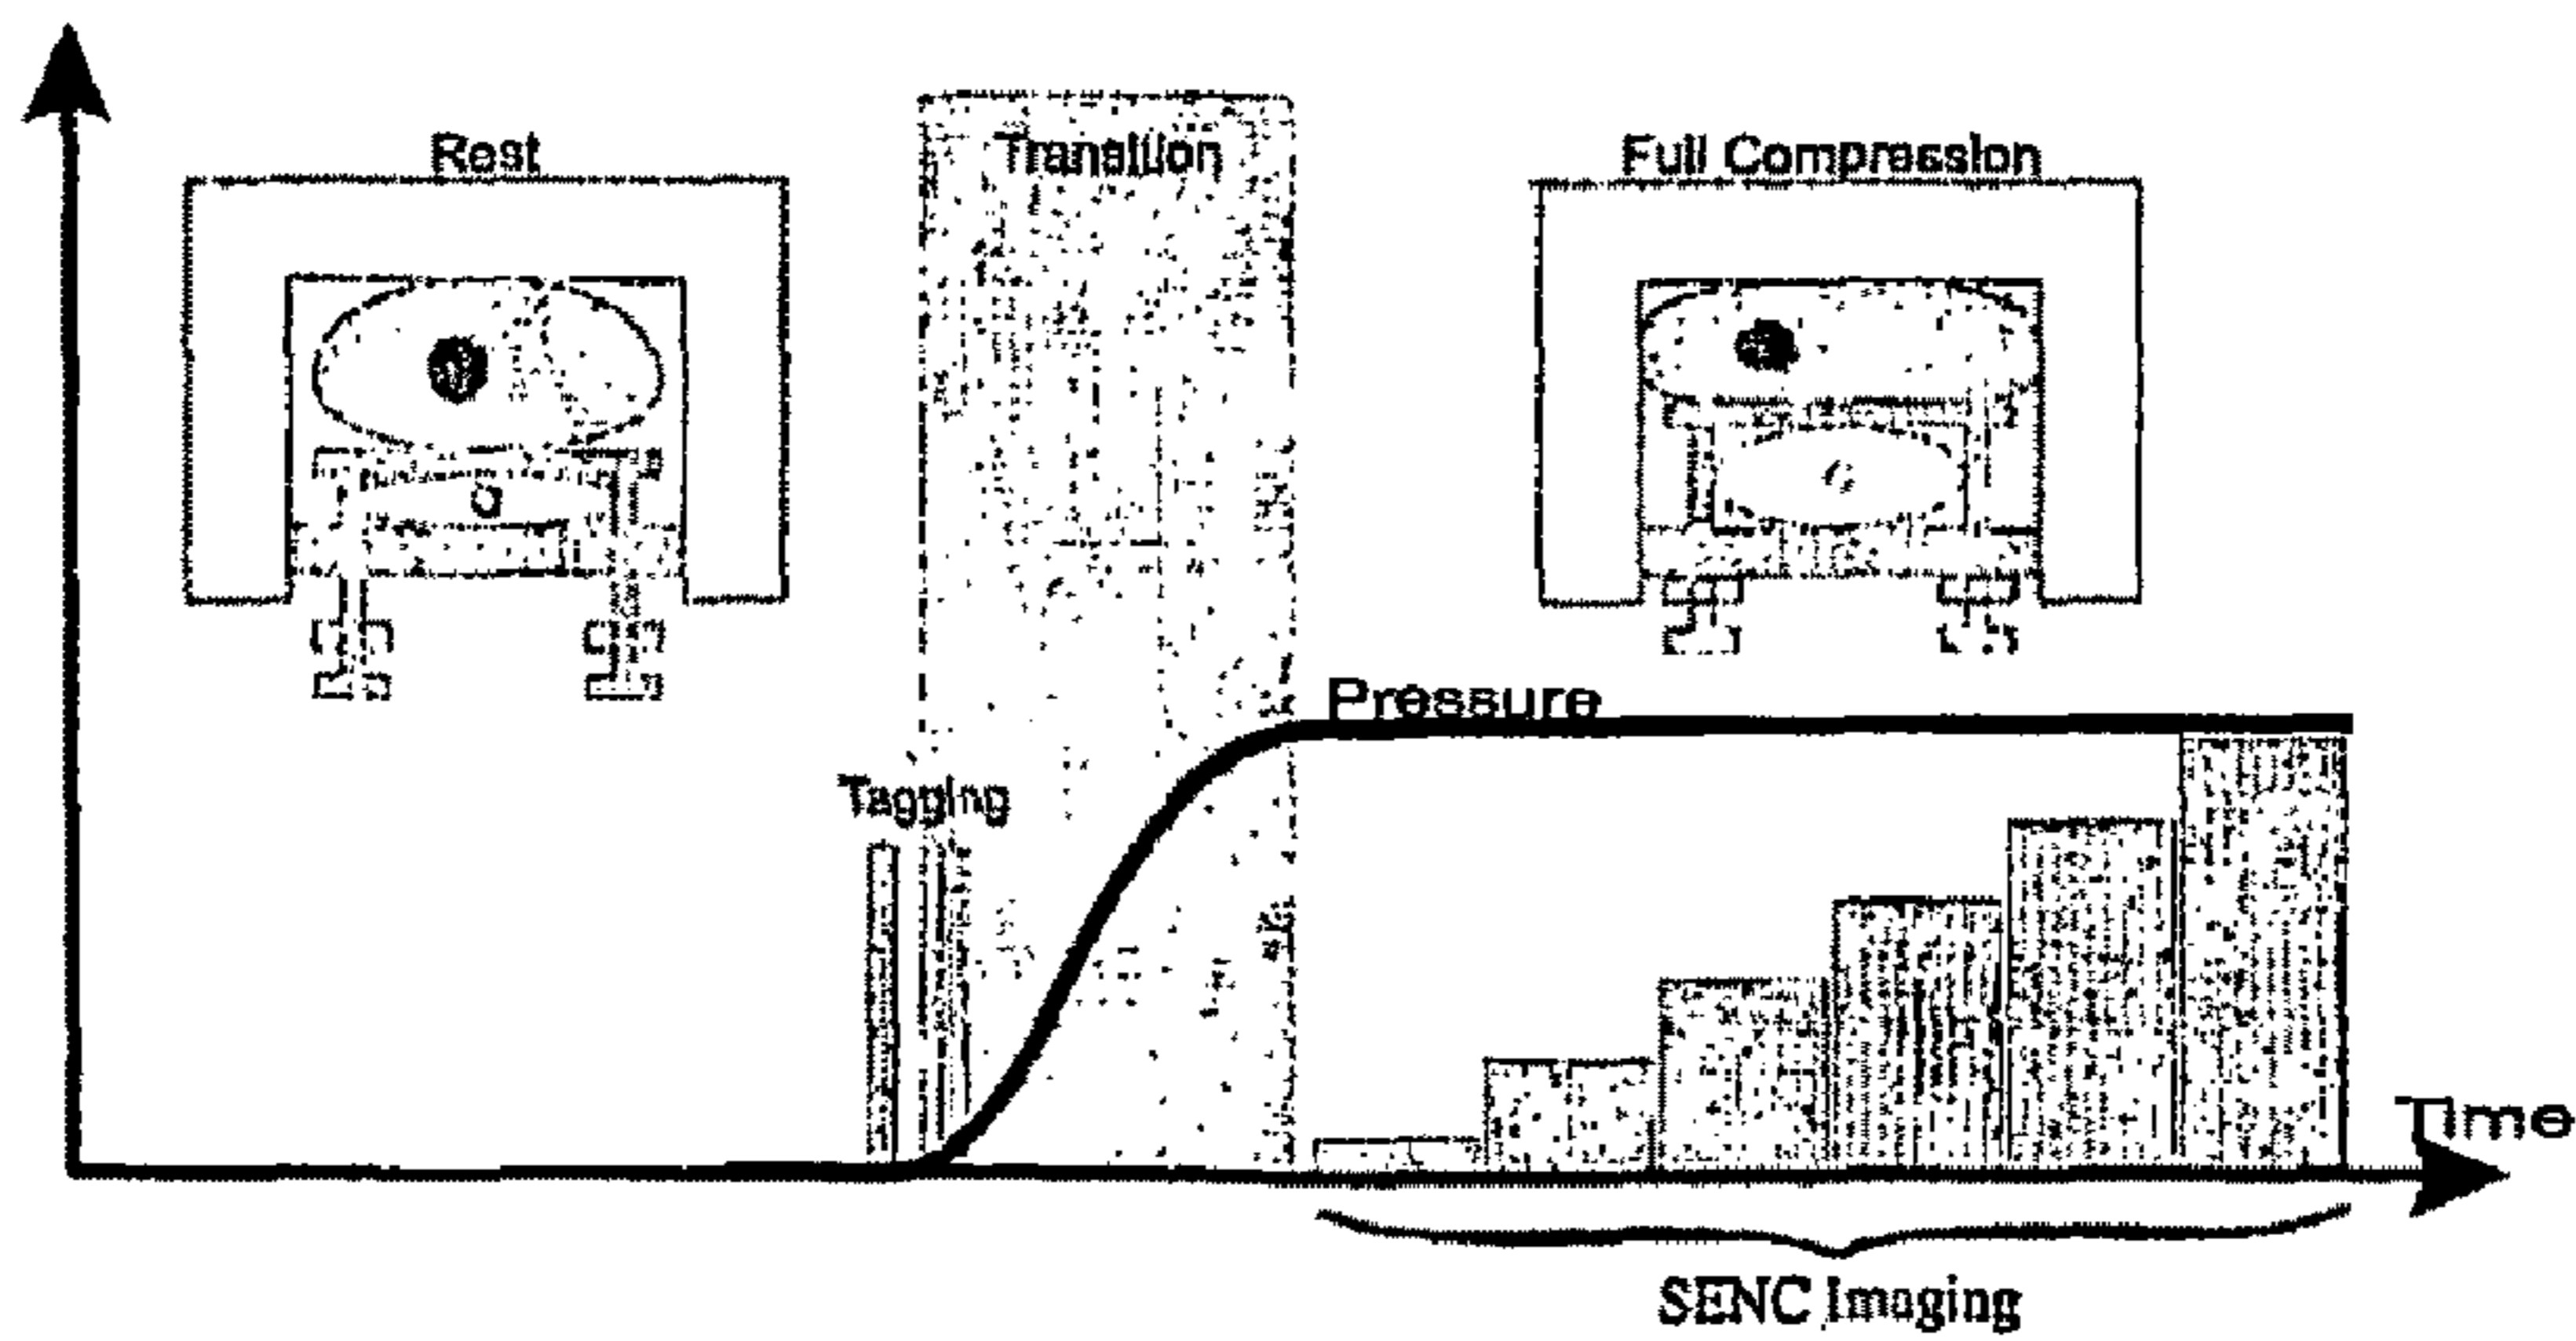 Rest
Transition
Full Compression
Pressure
Tagging
Time
SENC Imaging